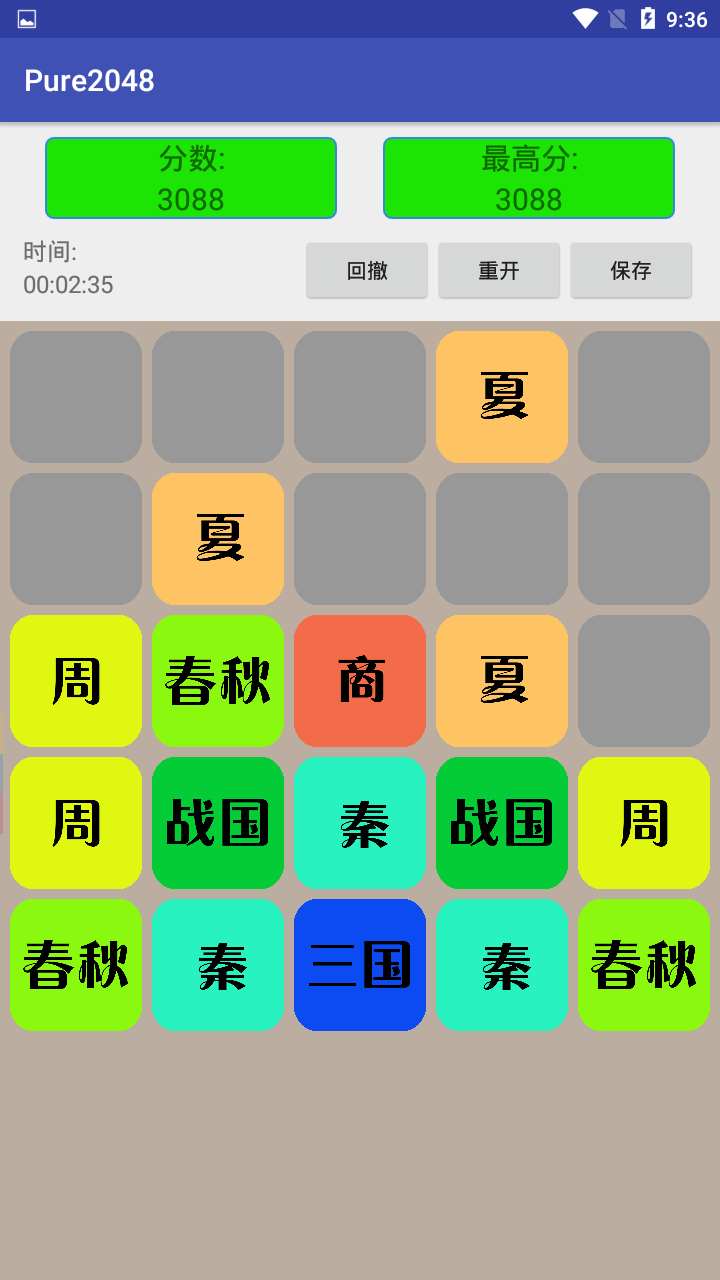 9:36
Pure2048
分数:
3088
最高分:
3088
时间:
00:02:35
回撤
重开
保存
夏
夏
周 春秋 商 夏
周 战国 秦 战国 周
春秋 秦 三国 秦 春秋